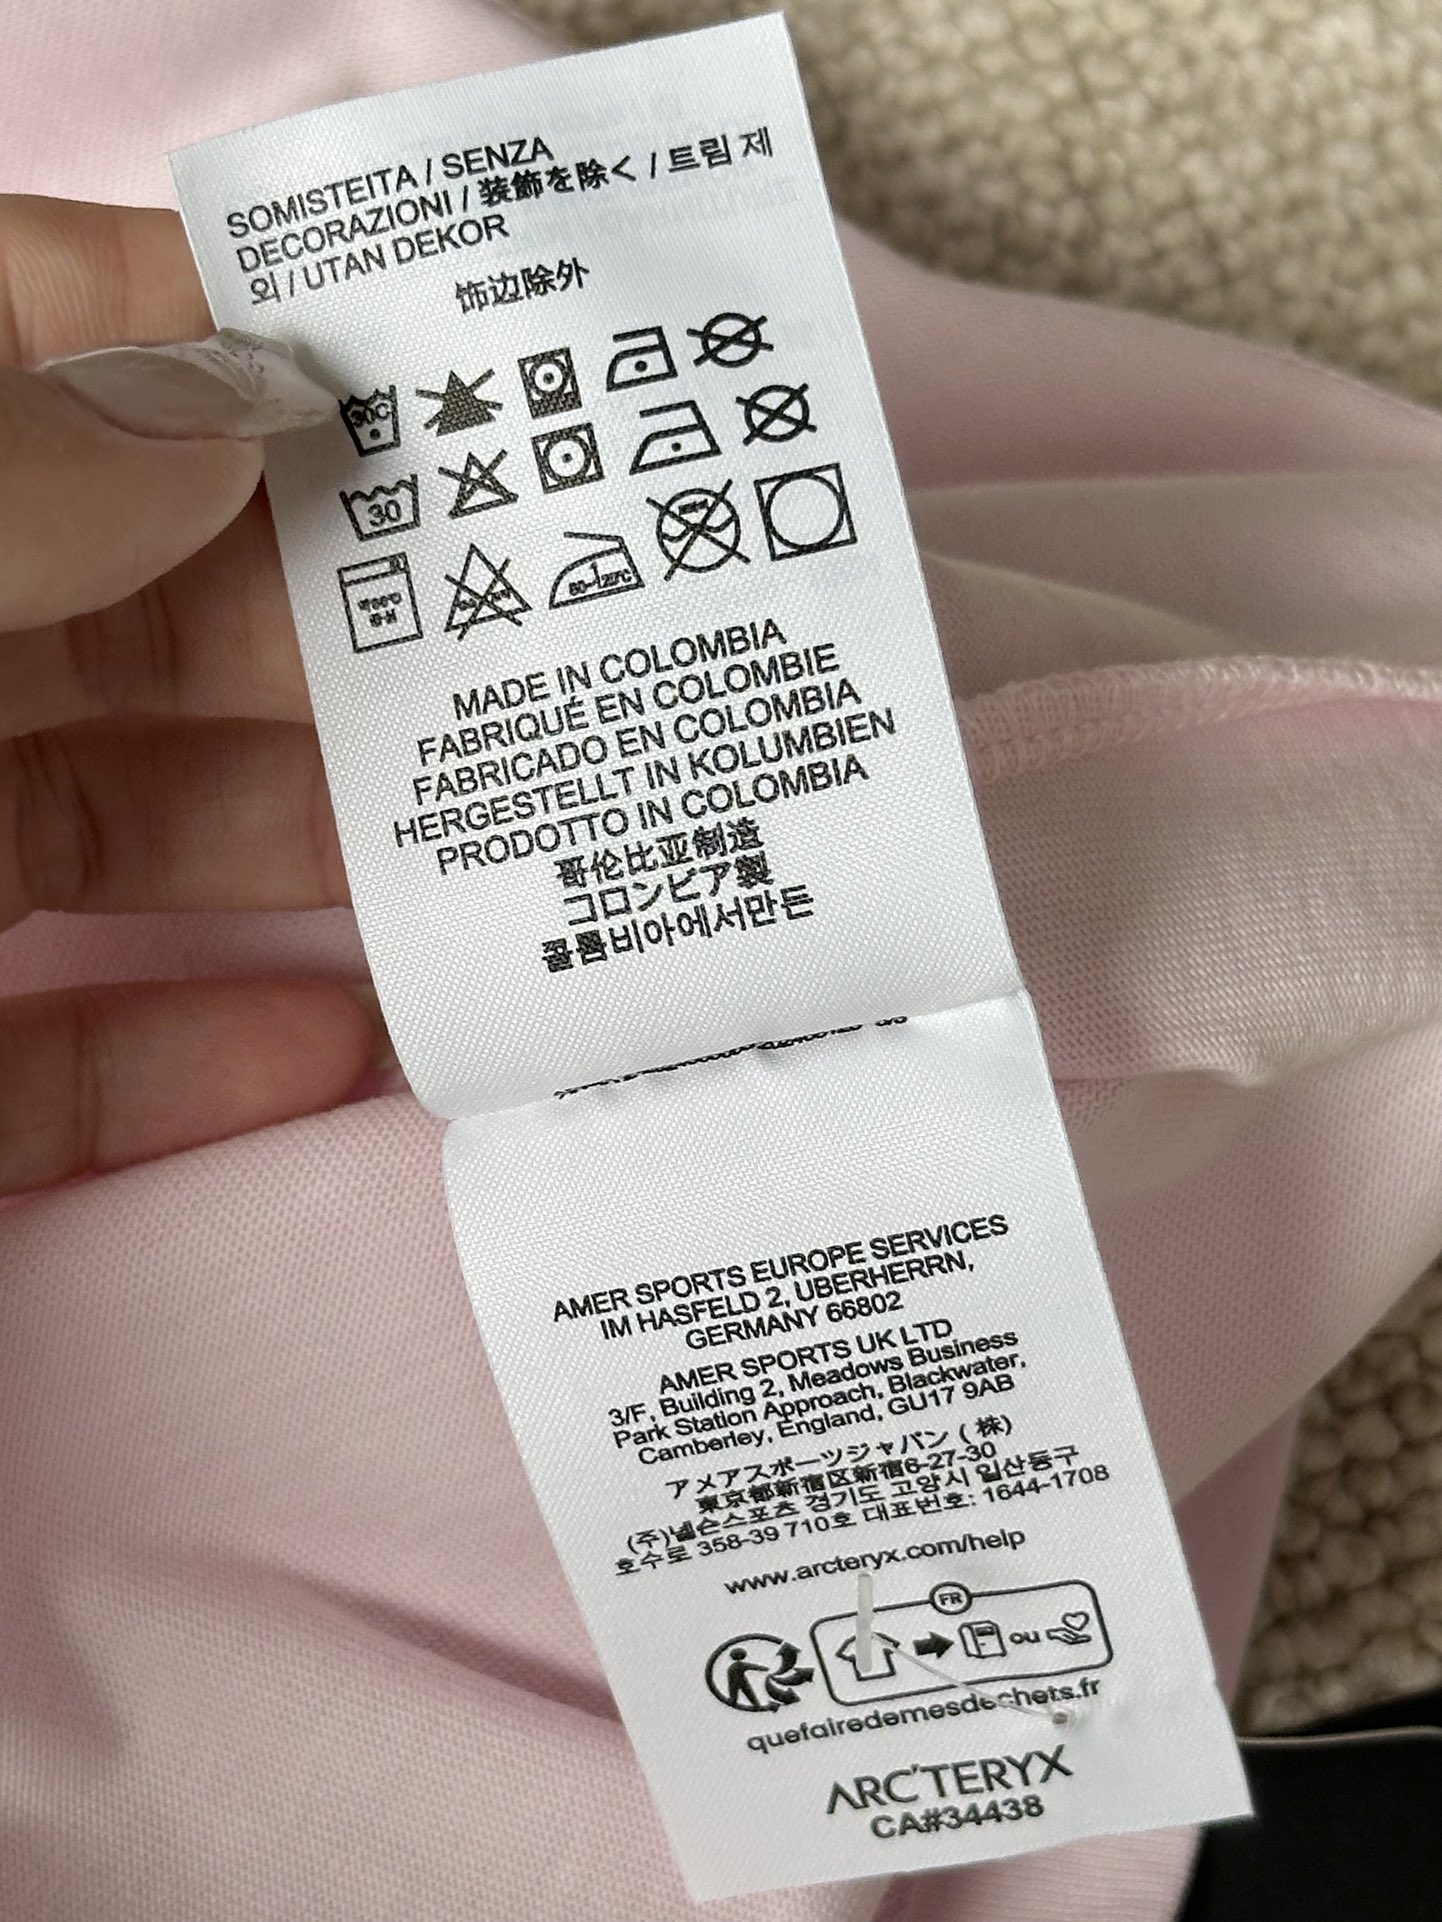 SOMISTEITA / SENZA
DECORAZIONI / 装飾を除く / 트림 제
외 / UTAN DEKOR
饰边除外
30C
30
80-120℃
MADE IN COLOMBIA
FABRIQUÉ EN COLOMBIE
FABRICADO EN COLOMBIA
HERGESTELLT IN KOLUMBIEN
PRODOTTO IN COLOMBIA
哥伦比亚制造
コロンビア製
콜롬비아에서만든
AMER SPORTS EUROPE SERVICES
IM HASFELD 2, UBERHERRN,
GERMANY 66802
AMER SPORTS UK LTD
3/F, Building 2, Meadows Business
Park Station Approach, Blackwater,
Camberley, England, GU17 9AB
アメアスポーツジャパン (株)
東京都新宿区新宿6-27-30
(주)넬슨스포츠 경기도 고양시 일산동구
호수로 358-39 710호 대표번호: 1644-1708
www.arcteryx.com/help
FR
ou
quefairedemesdechets.fr
ARC'TERYX
CA#34438